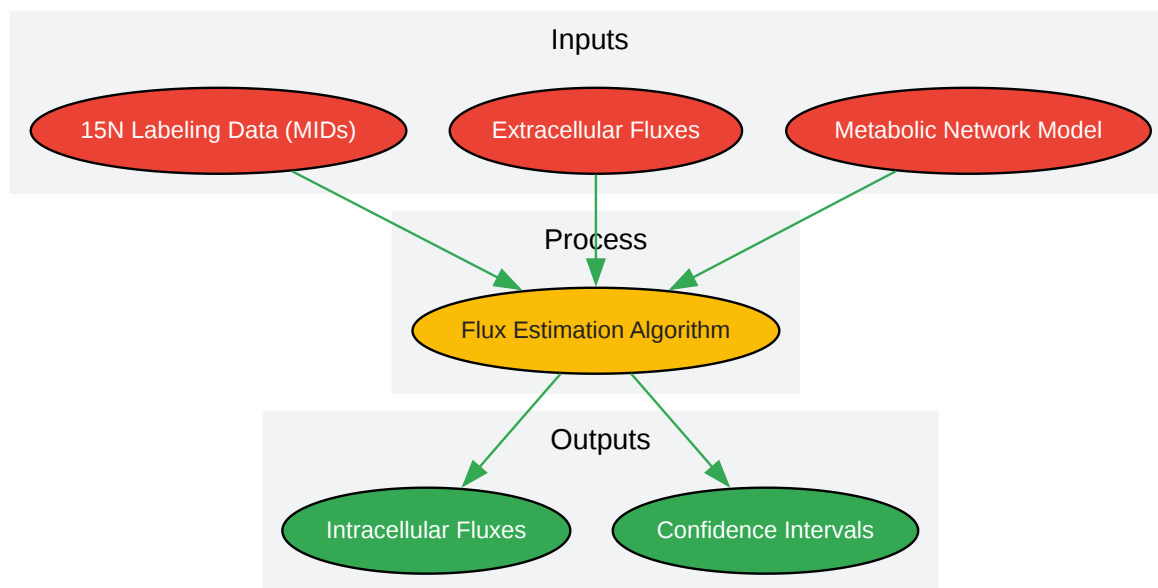 Inputs
15N Labeling Data (MIDs)
Extracellular Fluxes
Metabolic Network Model
Process
Flux Estimation Algorithm
Outputs
Intracellular Fluxes
Confidence Intervals